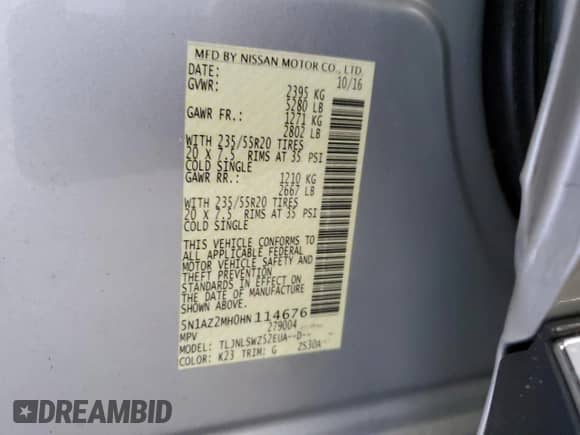 MFD BY NISSAN MOTOR CO., LTD.
DATE: 10/16
GVWR: 2395 KG
5280 LB
GAWR FR.: 1271 KG
2802 LB
WITH 235/55R20 TIRES
20 X 7.5 RIMS AT 35 PSI
COLD SINGLE
GAWR RR.: 1210 KG
2667 LB
WITH 235/55R20 TIRES
20 X 7.5 RIMS AT 35 PSI
COLD SINGLE
THIS VEHICLE CONFORMS TO
ALL APPLICABLE FEDERAL
MOTOR VEHICLE SAFETY AND
THEFT PREVENTION
STANDARDS IN EFFECT ON
THE DATE OF MANUFACTURE
SHOWN ABOVE.
5N1AZ2MH0HN114676
MPV 279004
MODEL: TLJNLSWZ52EUA--D--
COLOR: K23 TRIM: G ZS30A
DREAMBID
.com